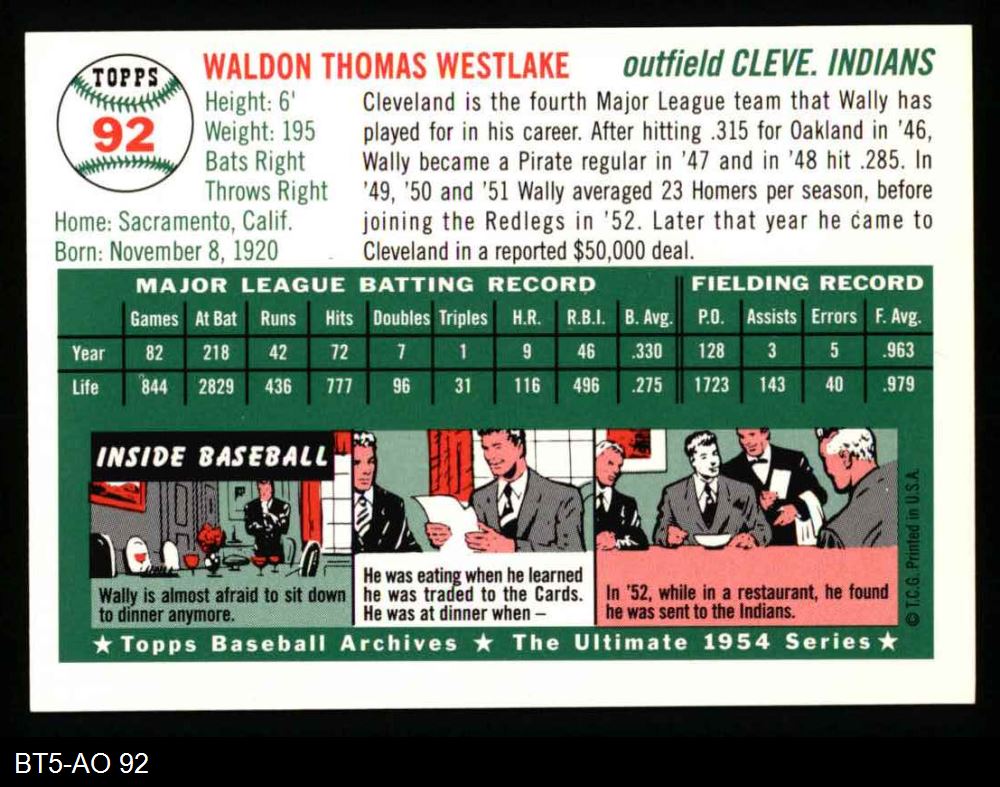 TOPPS
92
WALDON THOMAS WESTLAKE
outfield CLEVE. INDIANS
Height: 6'
Weight: 195
Bats Right
Throws Right
Home: Sacramento, Calif.
Born: November 8, 1920
Cleveland is the fourth Major League team that Wally has
played for in his career. After hitting .315 for Oakland in '46,
Wally became a Pirate regular in '47 and in '48 hit .285. In
'49, '50 and '51 Wally averaged 23 Homers per season, before
joining the Redlegs in '52. Later that year he came to
Cleveland in a reported $50,000 deal.
MAJOR LEAGUE BATTING RECORD FIELDING RECORD
Games At Bat Runs Hits Doubles Triples H.R. R.B.I. B. Avg. P.O. Assists Errors F. Avg.
Year 82 218 42 72 7 1 9 46 .330 128 3 5 .963
Life 844 2829 436 777 96 31 116 496 .275 1723 143 40 .979
INSIDE BASEBALL
Wally is almost afraid to sit down
to dinner anymore.
He was eating when he learned
he was traded to the Cards.
He was at dinner when –
In '52, while in a restaurant, he found
he was sent to the Indians.
© T.C.G. Printed in U.S.A.
★ Topps Baseball Archives ★ The Ultimate 1954 Series ★
BT5-AO 92